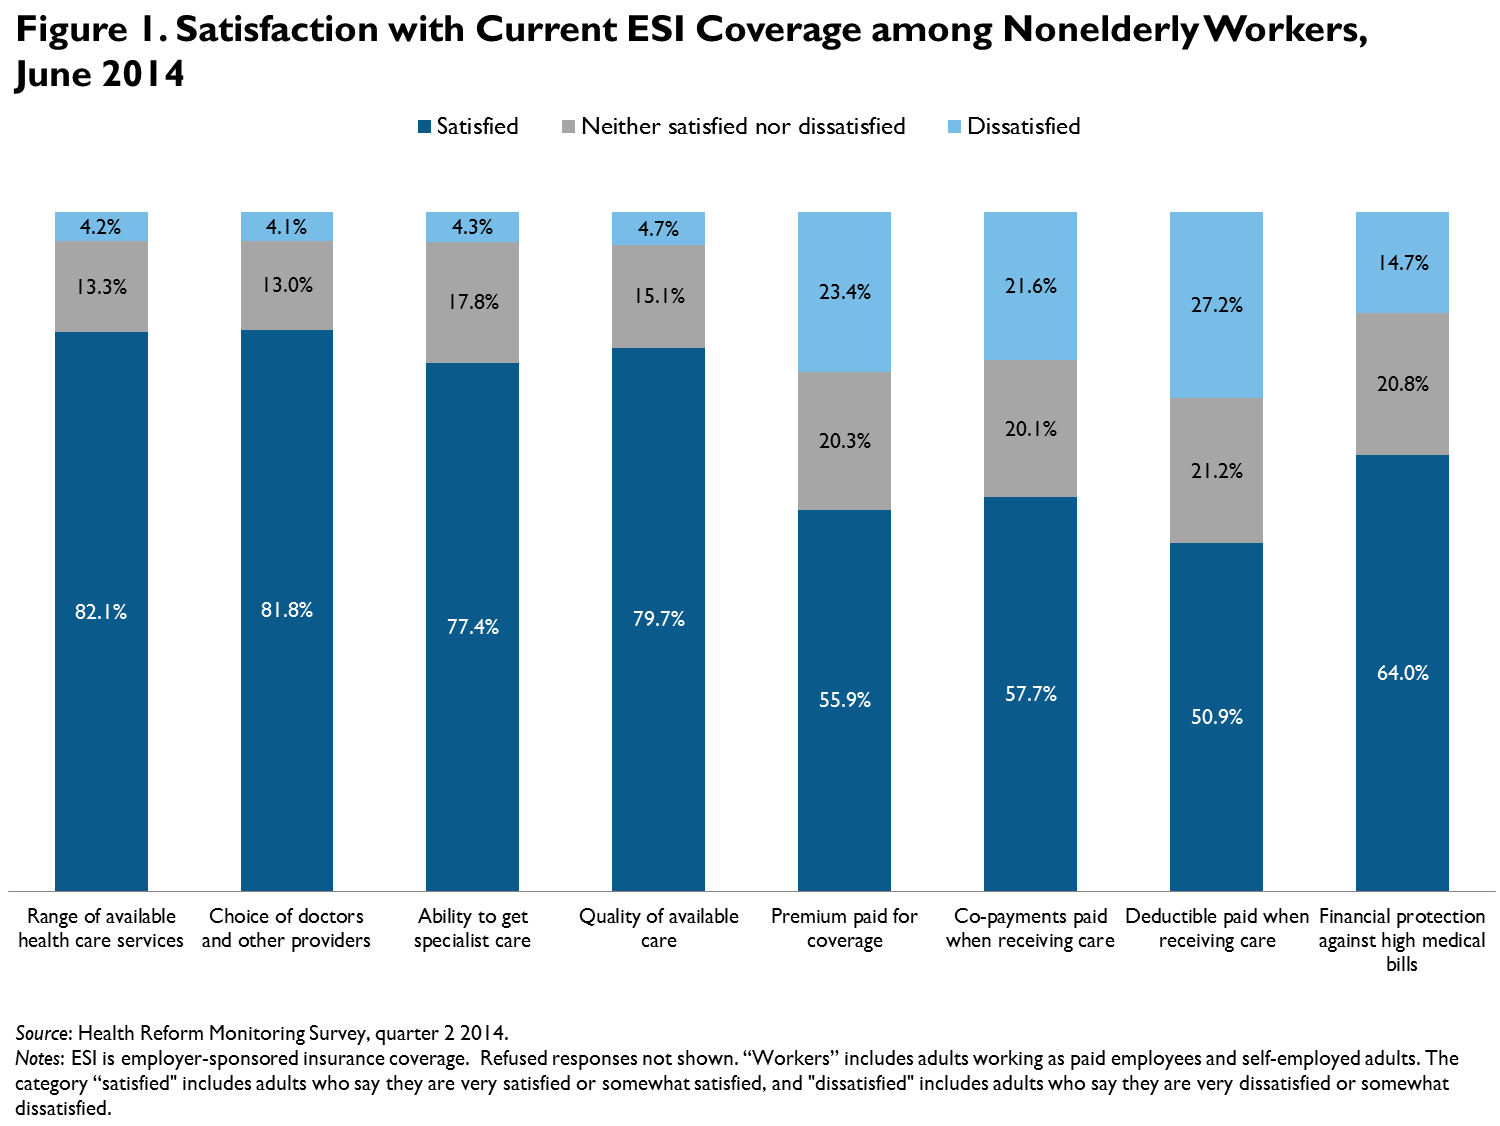 Figure 1. Satisfaction with Current ESI Coverage among Nonelderly Workers,
June 2014
Satisfied
Neither satisfied nor dissatisfied
Dissatisfied
4.2%
4.1%
4.3%
4.7%
23.4%
21.6%
27.2%
14.7%
13.3%
13.0%
17.8%
15.1%
20.3%
20.1%
21.2%
20.8%
82.1%
81.8%
77.4%
79.7%
55.9%
57.7%
50.9%
64.0%
Range of available
health care services
Choice of doctors
and other providers
Ability to get
specialist care
Quality of available
care
Premium paid for
coverage
Co-payments paid
when receiving care
Deductible paid when
receiving care
Financial protection
against high medical
bills
Source: Health Reform Monitoring Survey, quarter 2 2014.
Notes: ESI is employer-sponsored insurance coverage.  Refused responses not shown. “Workers” includes adults working as paid employees and self-employed adults. The
category “satisfied" includes adults who say they are very satisfied or somewhat satisfied, and "dissatisfied" includes adults who say they are very dissatisfied or somewhat
dissatisfied.